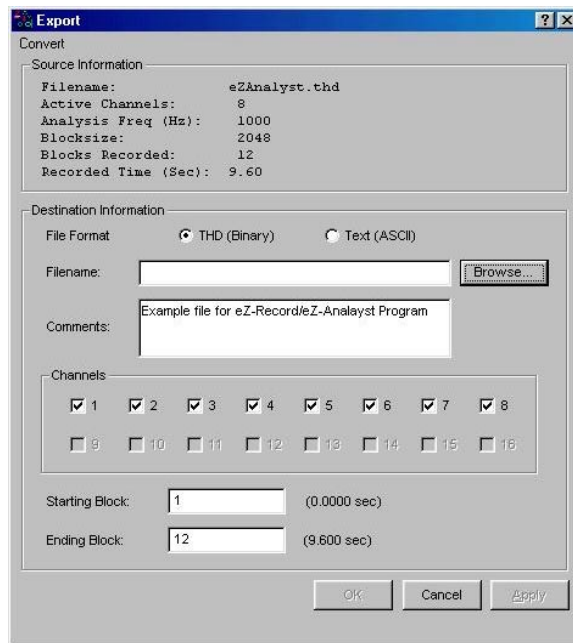 Export
Convert
Source Information
Filename: eZAnalyst.thd
Active Channels: 8
Analysis Freq (Hz): 1000
Blocksize: 2048
Blocks Recorded: 12
Recorded Time (Sec): 9.60
Destination Information
File Format THD (Binary) Text (ASCII)
Filename: Browse...
Comments: Example file for eZ-Record/eZ-Analayst Program
Channels
1 2 3 4 5 6 7 8
9 10 11 12 13 14 15 16
Starting Block: 1 (0.0000 sec)
Ending Block: 12 (9.600 sec)
OK Cancel Apply